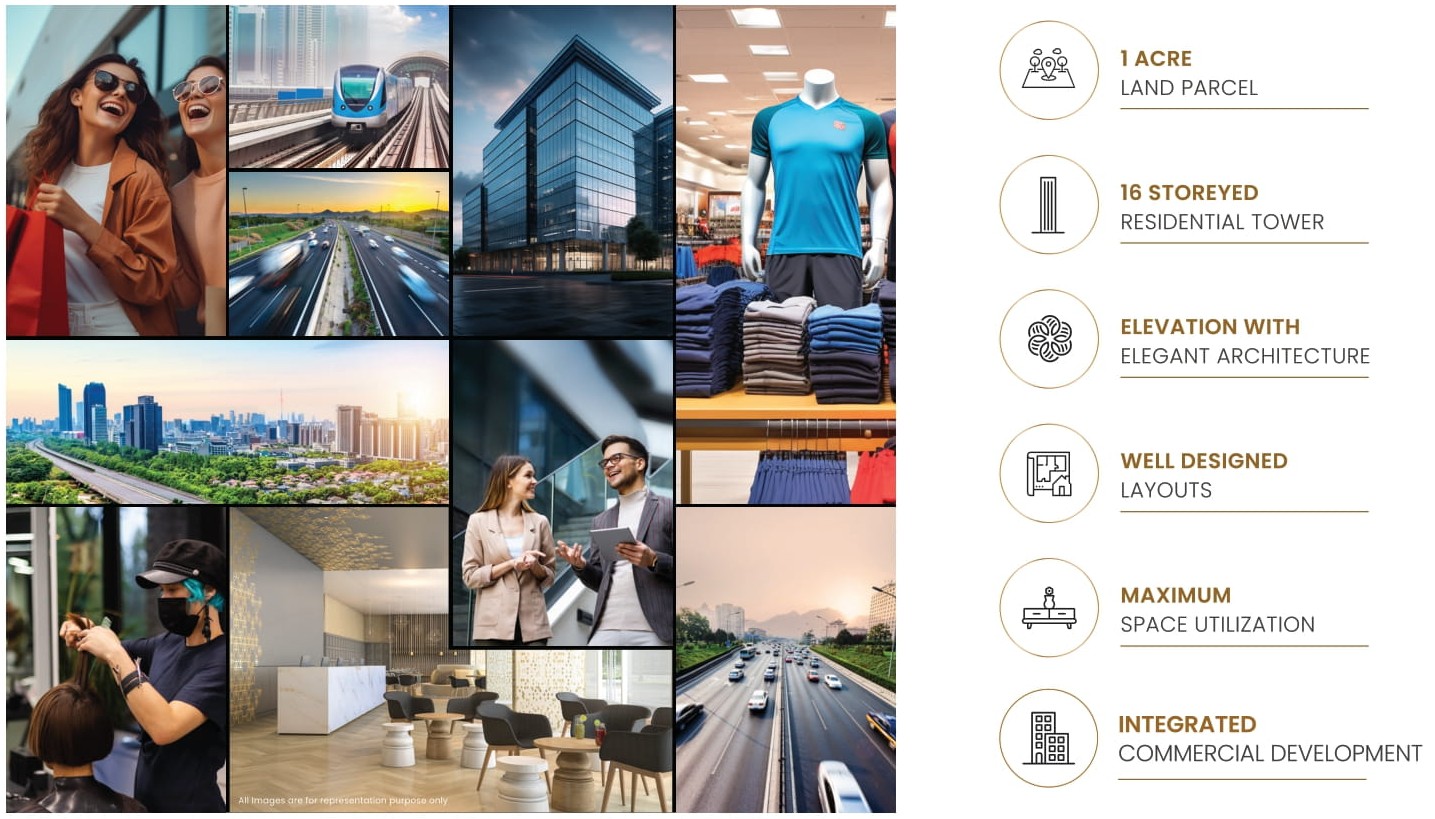 1 ACRE
LAND PARCEL
16 STOREYED
RESIDENTIAL TOWER
ELEVATION WITH
ELEGANT ARCHITECTURE
WELL DESIGNED
LAYOUTS
MAXIMUM
SPACE UTILIZATION
INTEGRATED
COMMERCIAL DEVELOPMENT
All Images are for representation purpose only